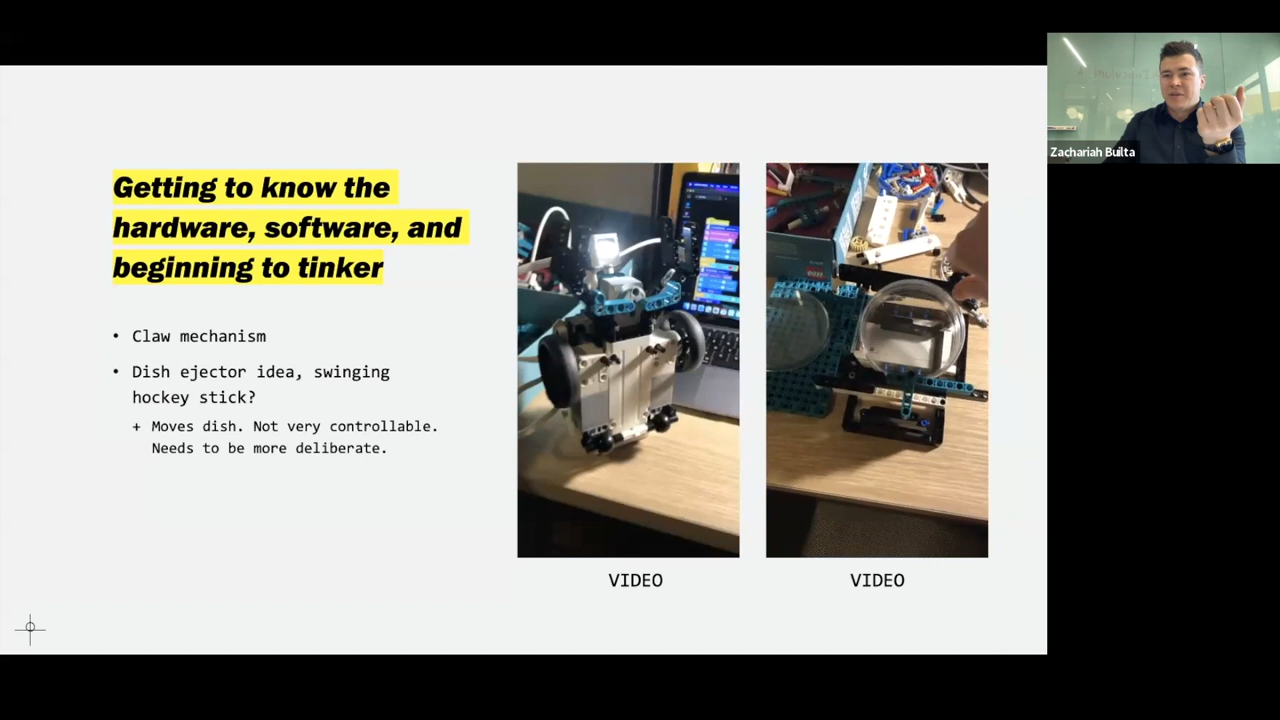 Getting to know the
hardware, software, and
beginning to tinker
• Claw mechanism
• Dish ejector idea, swinging
hockey stick?
+ Moves dish. Not very controllable.
Needs to be more deliberate.
VIDEO
VIDEO
Zachariah Builta